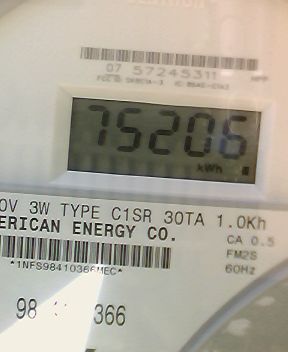 07 57245311
75206
kWh
0V 3W TYPE C1SR 30TA 1.0Kh
ERICAN ENERGY CO.
CA 0.5
FM2S
*1NFS98410366MEC*
60Hz
98 366